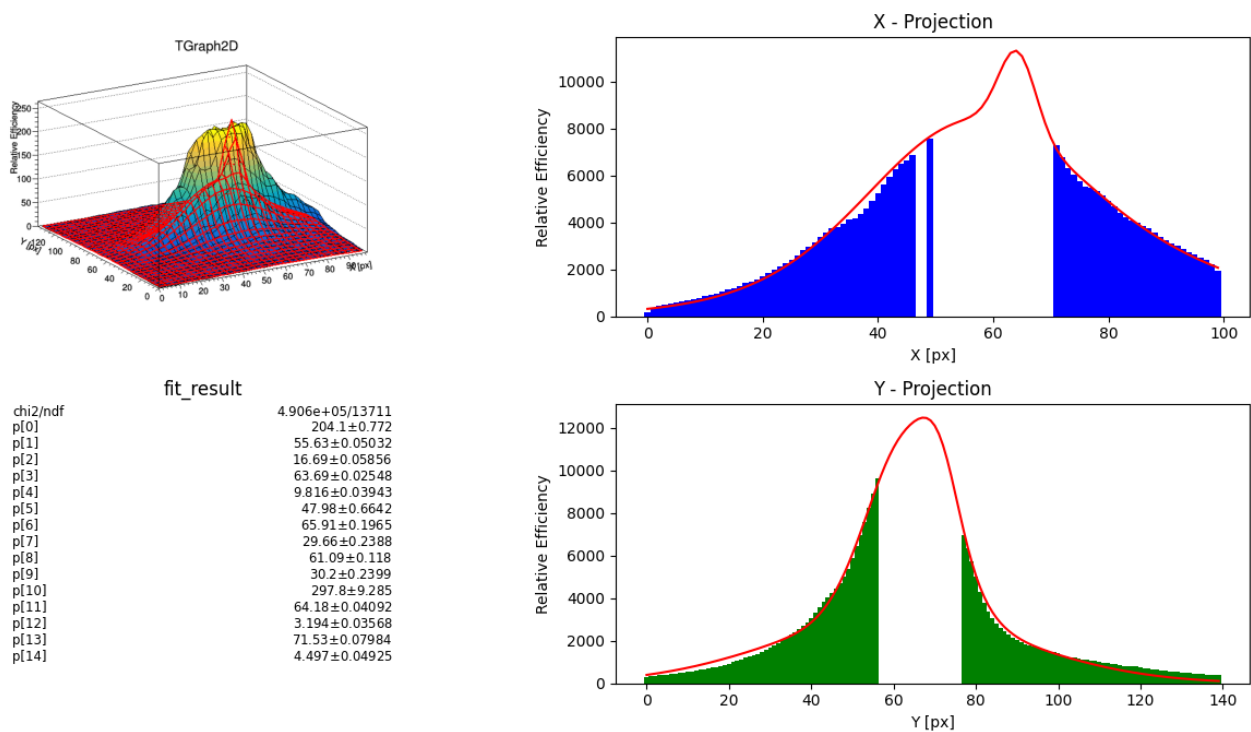 TGraph2D
Relative Efficiency
250
200
150
100
50
0
Y [px]
120
100
80
60
40
20
0
0
10
20
30
40
50
60
70
80
90
X [px]
X - Projection
Relative Efficiency
10000
8000
6000
4000
2000
0
0 20 40 60 80 100
X [px]
fit_result
chi2/ndf 4.906e+05/13711
p[0] 204.1±0.772
p[1] 55.63±0.05032
p[2] 16.69±0.05856
p[3] 63.69±0.02548
p[4] 9.816±0.03943
p[5] 47.98±0.6642
p[6] 65.91±0.1965
p[7] 29.66±0.2388
p[8] 61.09±0.118
p[9] 30.2±0.2399
p[10] 297.8±9.285
p[11] 64.18±0.04092
p[12] 3.194±0.03568
p[13] 71.53±0.07984
p[14] 4.497±0.04925
Y - Projection
Relative Efficiency
12000
10000
8000
6000
4000
2000
0
0 20 40 60 80 100 120 140
Y [px]